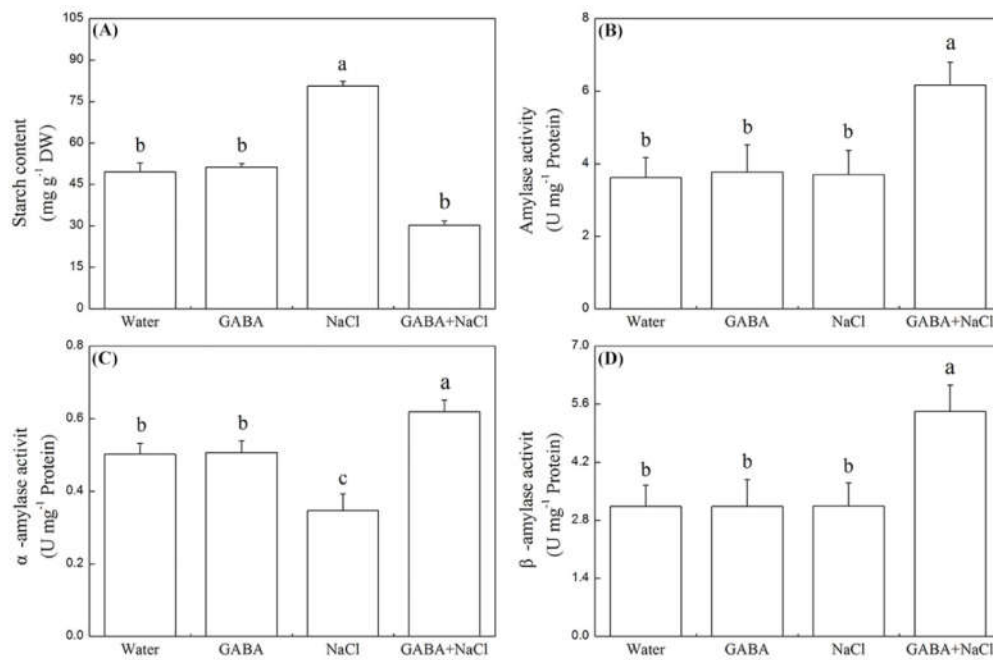 (A)
105
90
75
60
45
30
15
0
Starch content
(mg g⁻¹ DW)
b
b
a
b
Water
GABA
NaCl
GABA+NaCl
(B)
8
6
4
2
0
Amylase activity
(U mg⁻¹ Protein)
b
b
b
a
Water
GABA
NaCl
GABA+NaCl
(C)
0.8
0.6
0.4
0.2
0.0
α -amylase activit
(U mg⁻¹ Protein)
b
b
c
a
Water
GABA
NaCl
GABA+NaCl
(D)
7.0
5.6
4.2
2.8
1.4
0.0
β -amylase activit
(U mg⁻¹ Protein)
b
b
b
a
Water
GABA
NaCl
GABA+NaCl